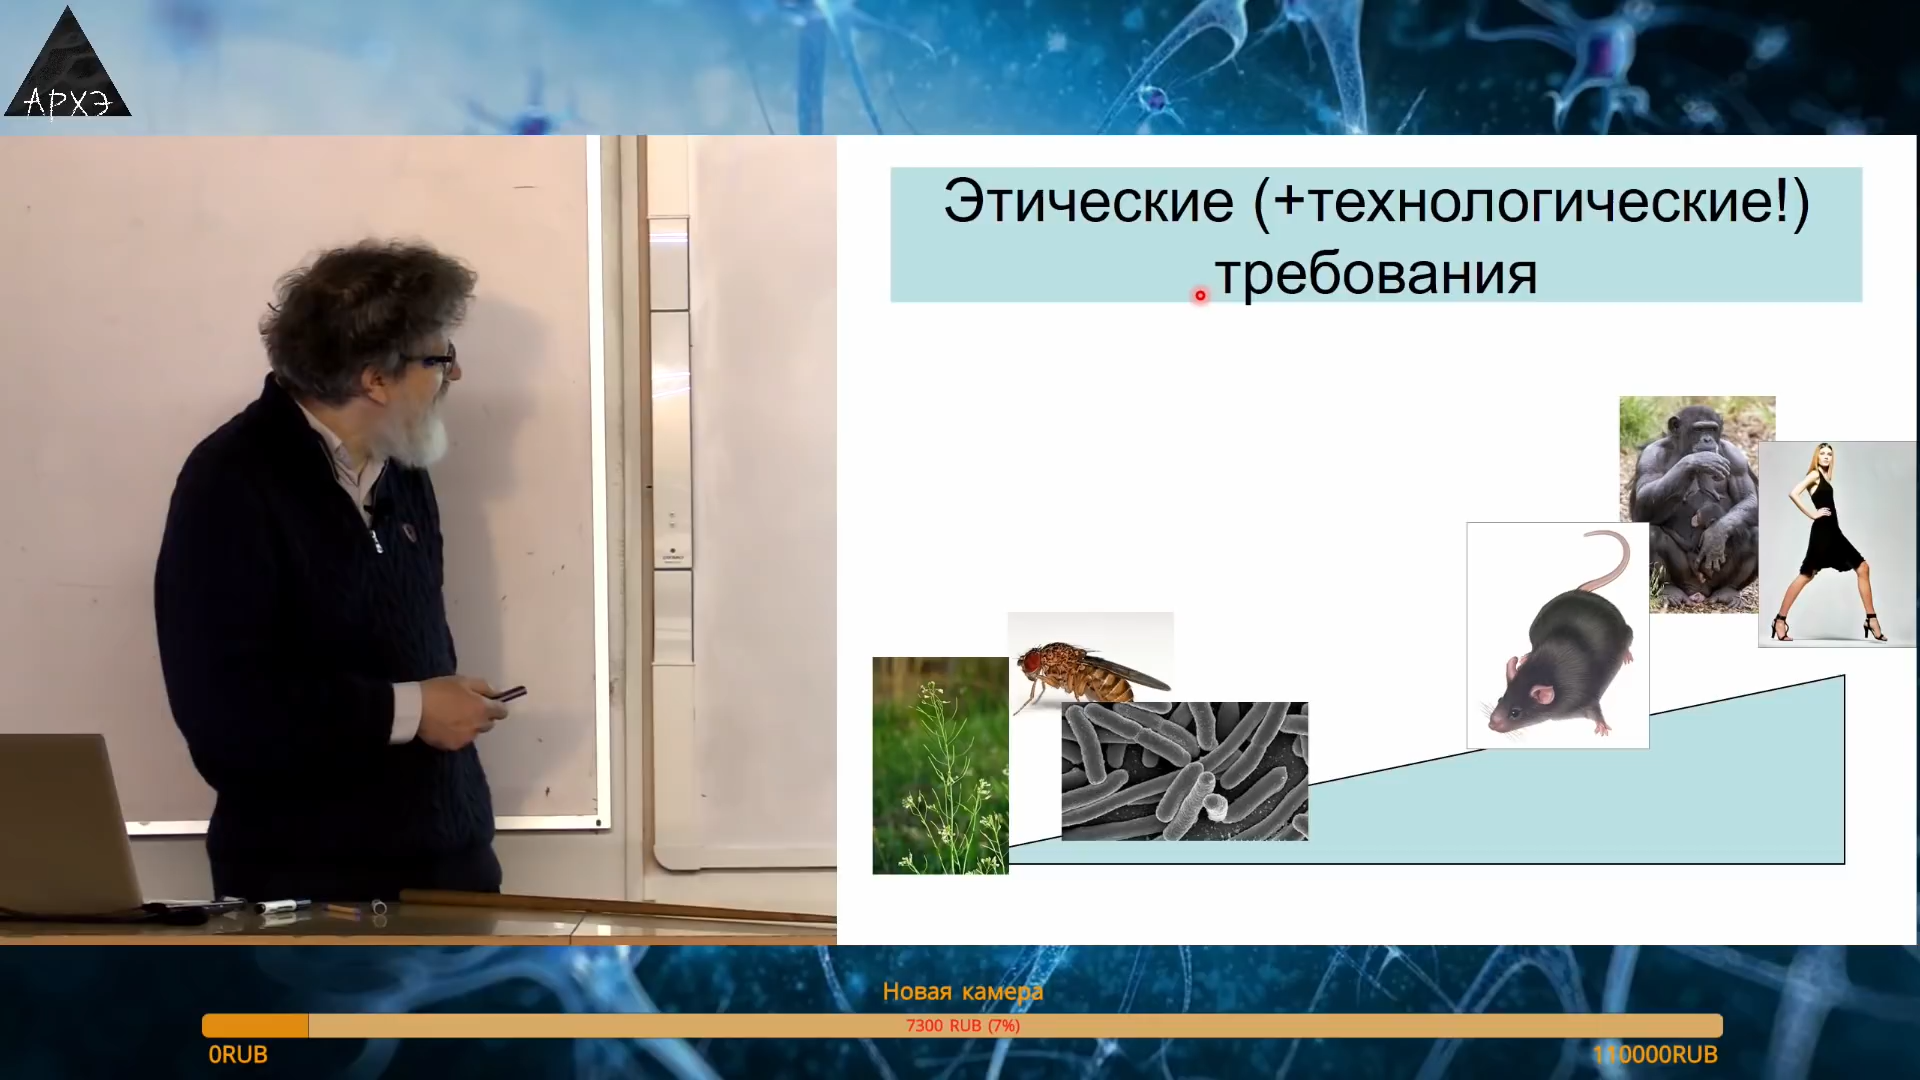 АРХЭ
Этические (+технологические!)
требования
Новая камера
7300 RUB (7%)
0RUB
110000RUB